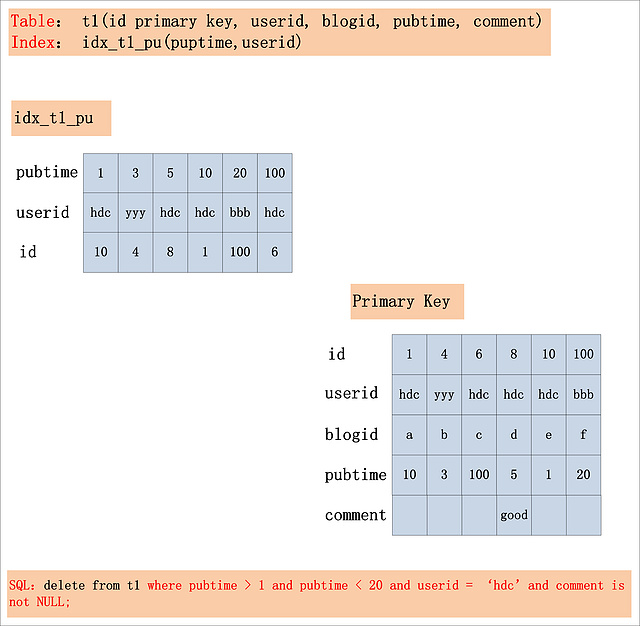 Table: t1(id primary key, userid, blogid, pubtime, comment)
Index: idx_t1_pu(puptime,userid)
idx_t1_pu
pubtime 1 3 5 10 20 100
userid hdc yyy hdc hdc bbb hdc
id 10 4 8 1 100 6
Primary Key
id 1 4 6 8 10 100
userid hdc yyy hdc hdc hdc bbb
blogid a b c d e f
pubtime 10 3 100 5 1 20
comment good
SQL: delete from t1 where pubtime > 1 and pubtime < 20 and userid = ‘hdc’ and comment is
not NULL;